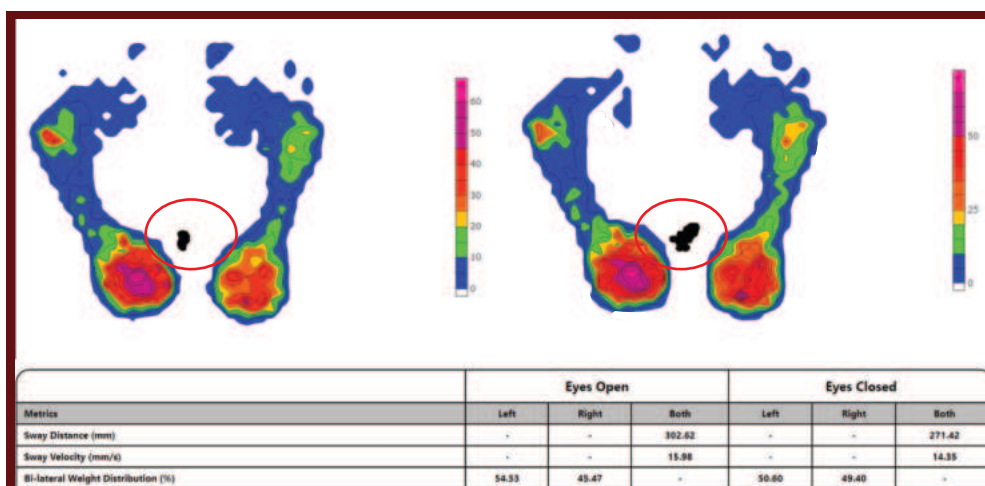 60
50
40
30
20
10
0
50
25
0
Eyes Open Eyes Closed
Metrics Left Right Both Left Right Both
Sway Distance (mm) - - 302.62 - - 271.42
Sway Velocity (mm/s) - - 15.98 - - 14.35
Bi-lateral Weight Distribution (%) 54.53 45.47 - 50.60 49.40 -